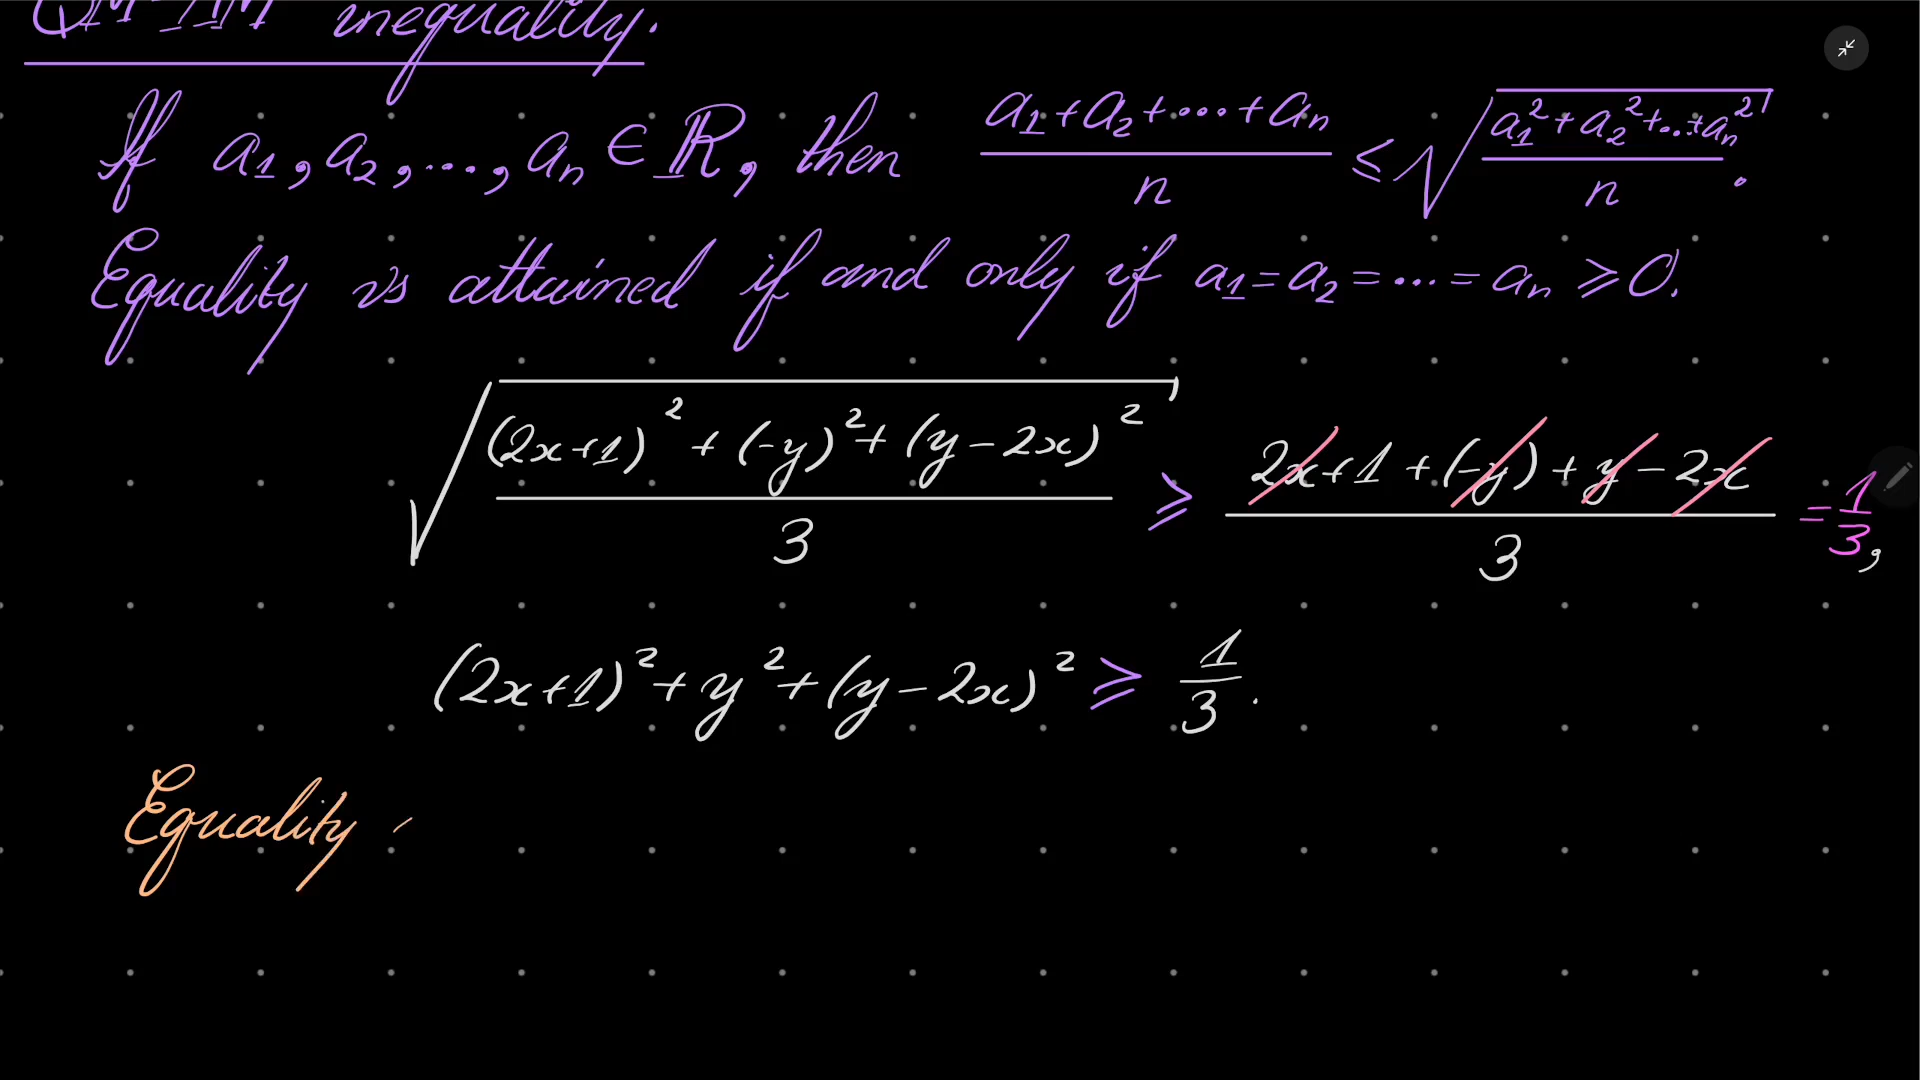 QM-AM inequality.
If a₁, a₂, ..., aₙ ∈ ℝ, then (a₁+a₂+...+aₙ)/n ≤ √((a₁²+a₂²+...+aₙ²)/n).
Equality is attained if and only if a₁=a₂=...=aₙ ≥ 0.
√(((2x+1)²+(-y)²+(y-2x)²)/3) ≥ (2x+1+(-y)+y-2x)/3 = 1/3,
(2x+1)²+y²+(y-2x)² ≥ 1/3.
Equality